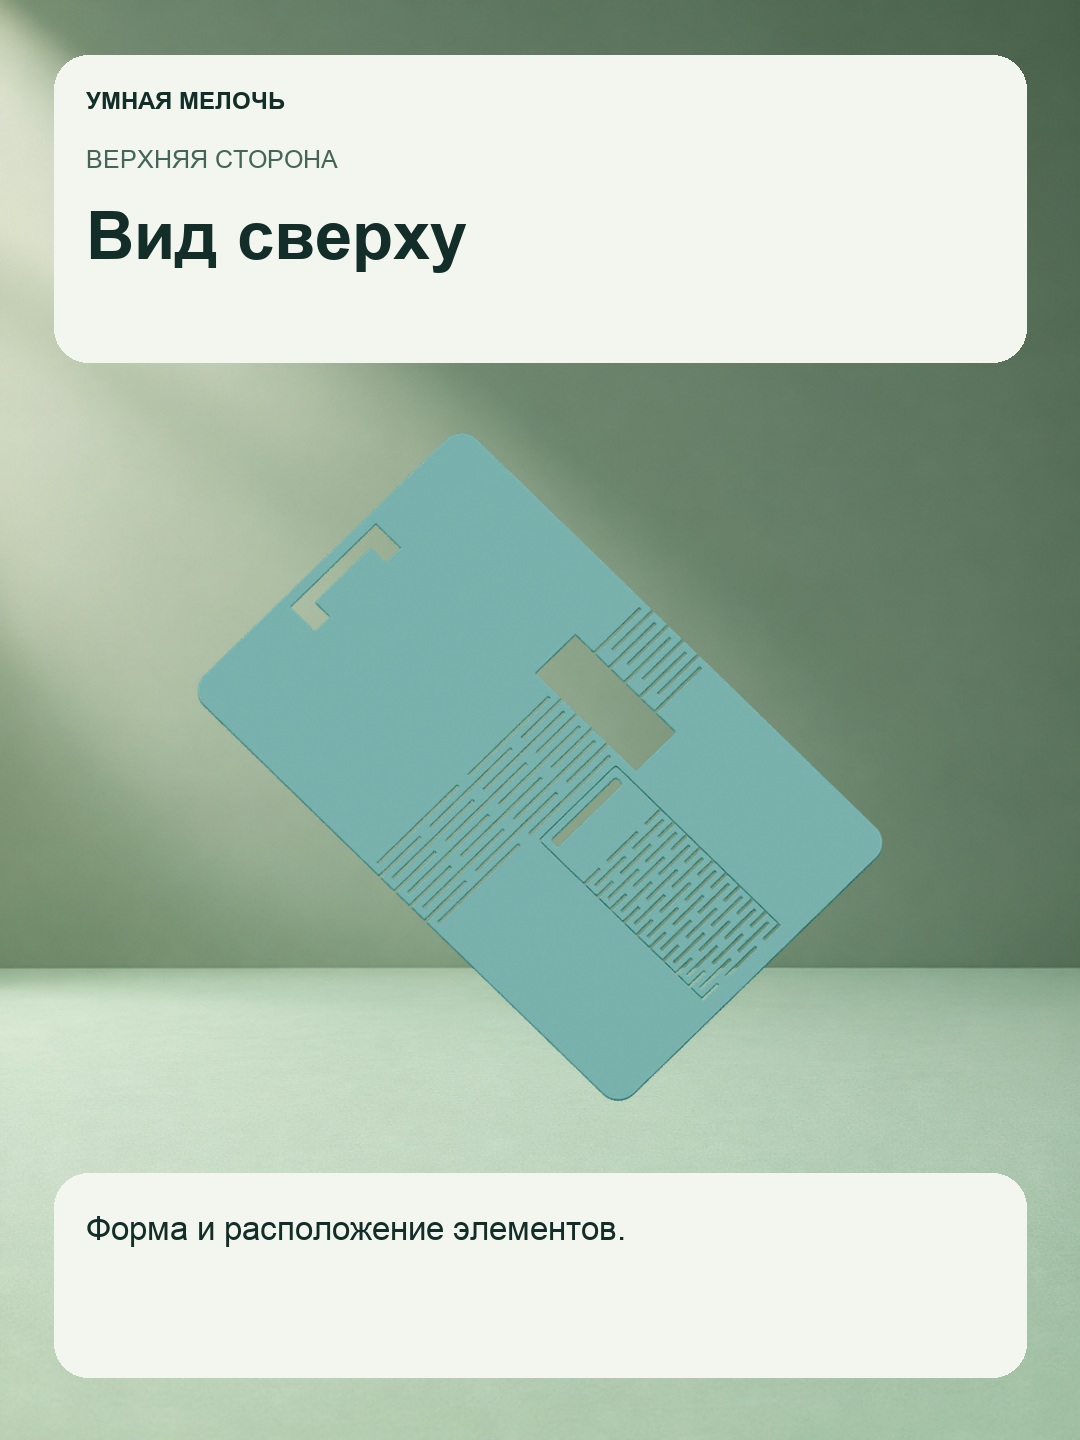 УМНАЯ МЕЛОЧЬ
ВЕРХНЯЯ СТОРОНА
Вид сверху
Форма и расположение элементов.